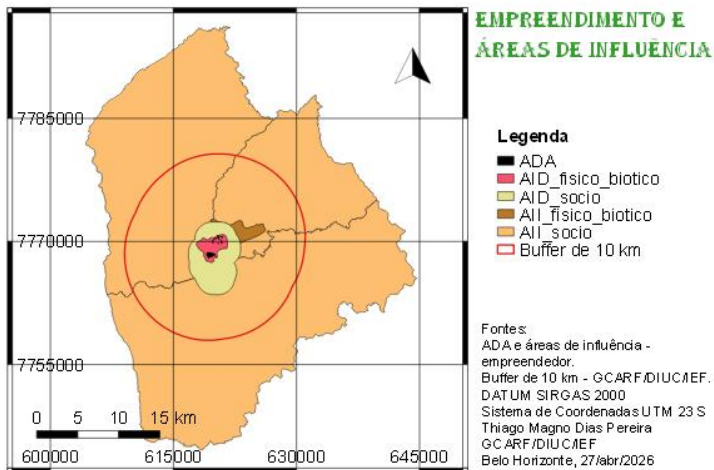 EMPREENDIMENTO E
ÁREAS DE INFLUÊNCIA
7785000
7770000
7755000
0 5 10 15 km
600000 615000 630000 645000
Legenda
ADA
AID_fisico_biotico
AID_socio
AII_fisico_biotico
AII_socio
Buffer de 10 km
Fontes:
ADA e áreas de influência -
empreendedor.
Buffer de 10 km - GCARF/DIUC/IEF.
DATUM SIRGAS 2000
Sistema de Coordenadas UTM 23 S
Thiago Magno Dias Pereira
GCARF/DIUC/IEF
Belo Horizonte, 27/abr/2026